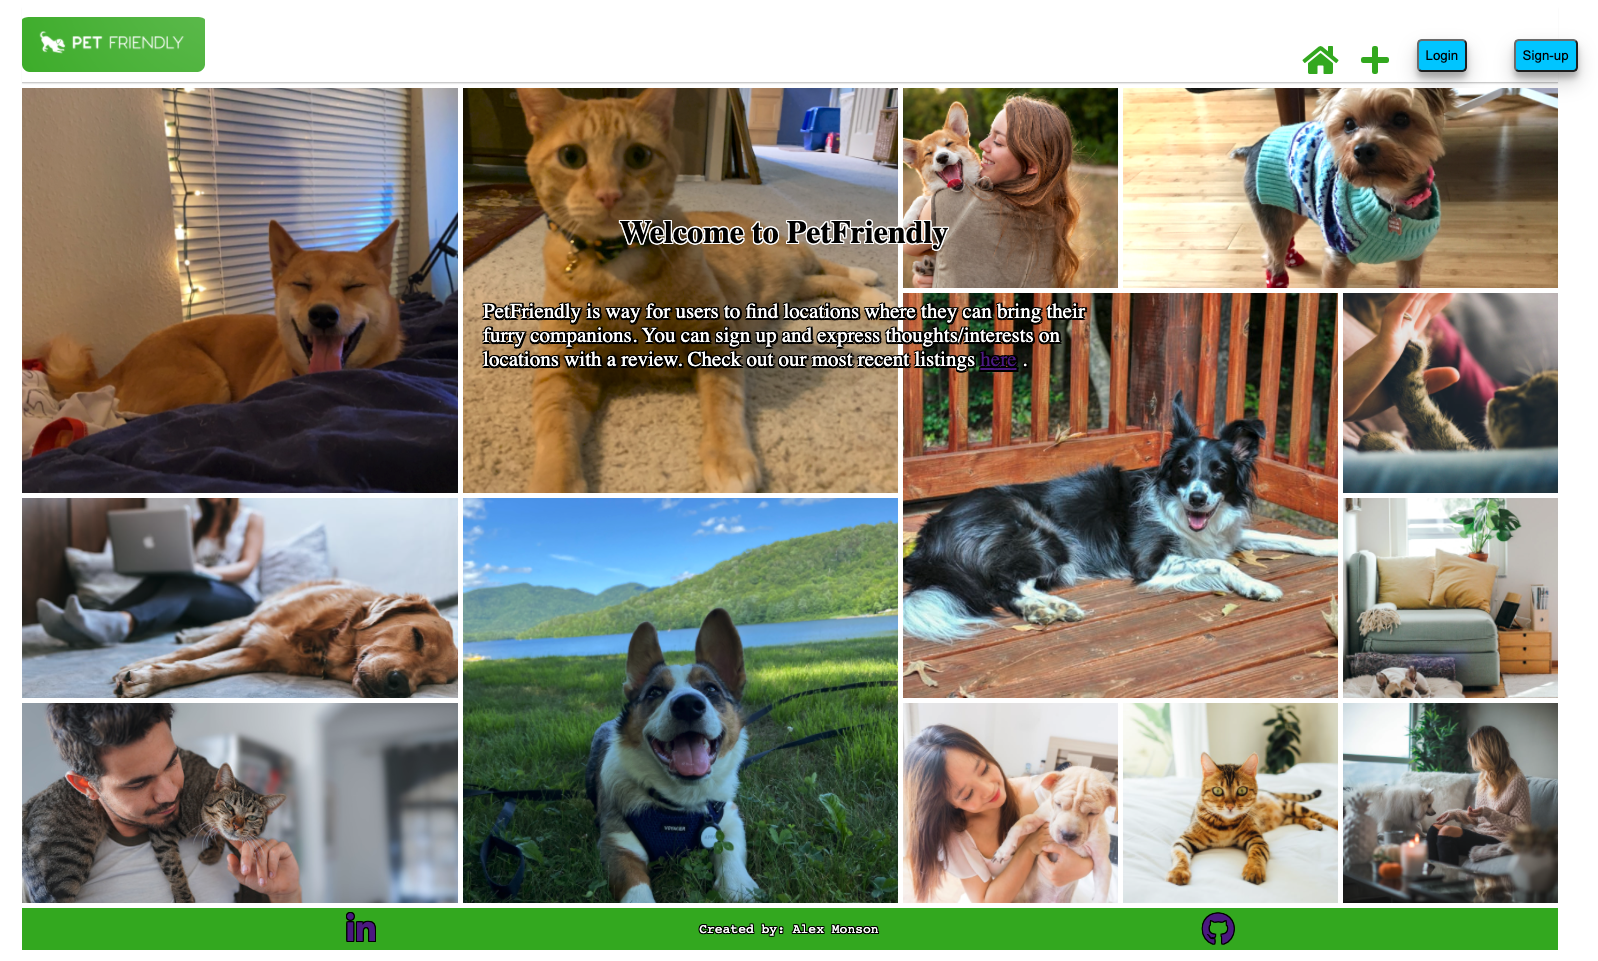 PET FRIENDLY
Login
Sign-up
Welcome to PetFriendly
PetFriendly is way for users to find locations where they can bring their
furry companions. You can sign up and express thoughts/interests on
locations with a review. Check out our most recent listings here .
in
Created by: Alex Monson